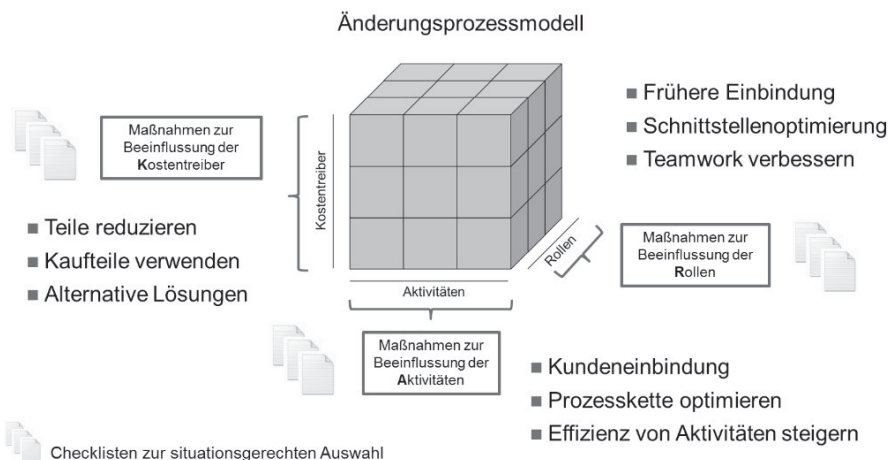 Änderungsprozessmodell
Maßnahmen zur
Beeinflussung der
Kostentreiber
Teile reduzieren
Kaufteile verwenden
Alternative Lösungen
Kostentreiber
Aktivitäten
Rollen
Frühere Einbindung
Schnittstellenoptimierung
Teamwork verbessern
Maßnahmen zur
Beeinflussung der
Rollen
Maßnahmen zur
Beeinflussung der
Aktivitäten
Kundeneinbindung
Prozesskette optimieren
Effizienz von Aktivitäten steigern
Checklisten zur situationsgerechten Auswahl